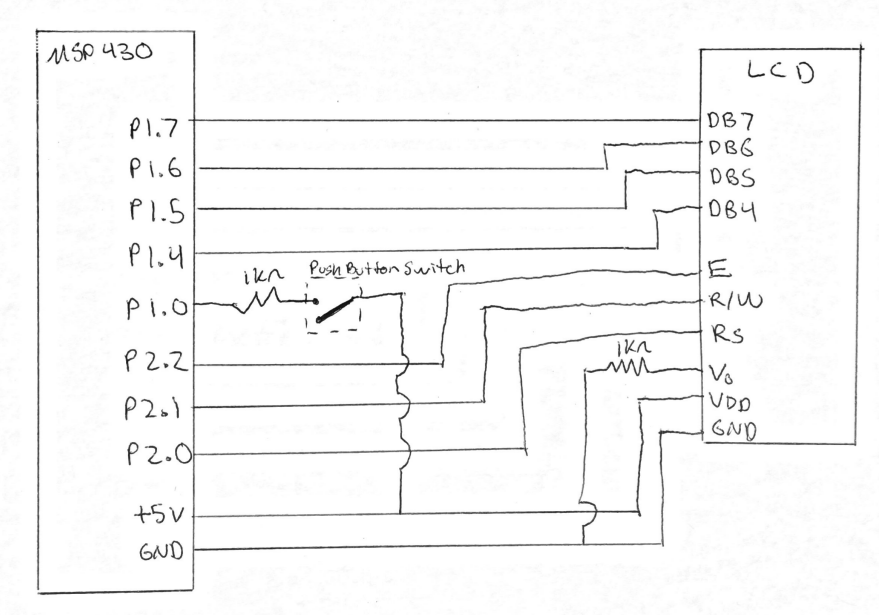 MSP 430
LCD
P1.7
DB7
DB6
P1.6
DB5
P1.5
DB4
P1.4
1kΩ
Push Button Switch
E
P1.0
R/W
RS
1kΩ
P2.2
V0
P2.1
VDD
GND
P2.0
+5V
GND